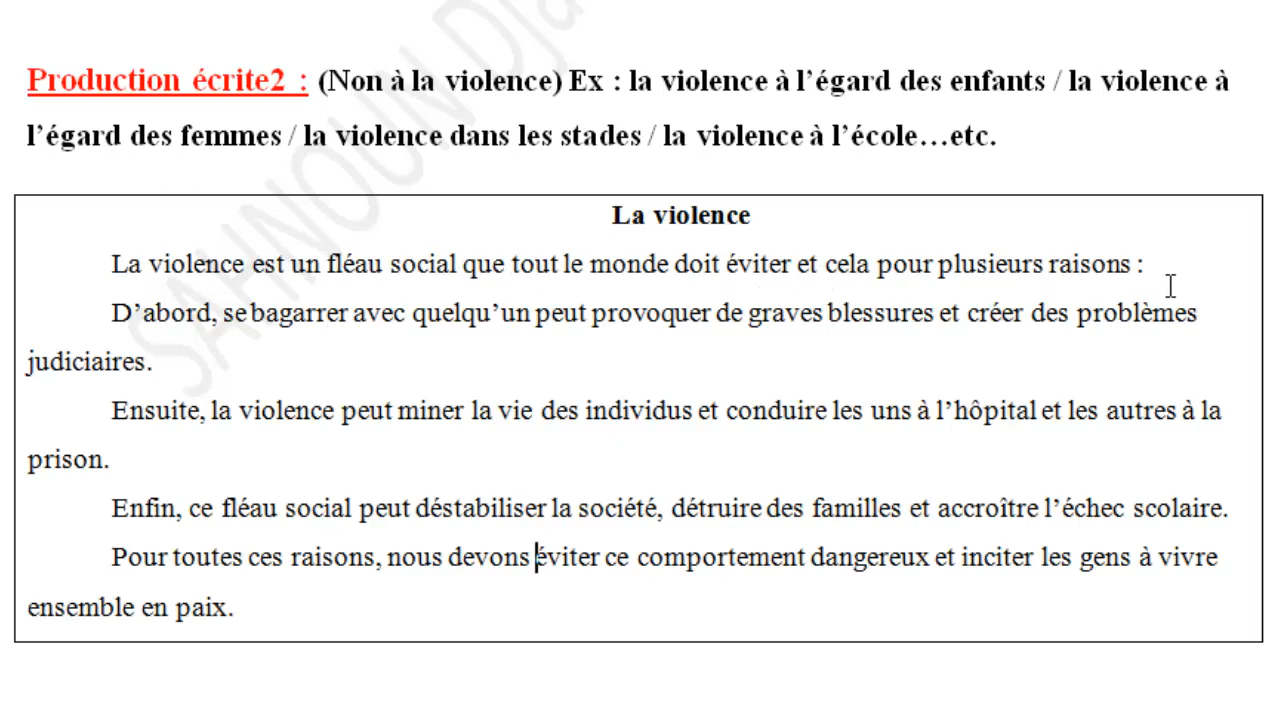 Production écrite2 : (Non à la violence) Ex : la violence à l’égard des enfants / la violence à
l’égard des femmes / la violence dans les stades / la violence à l’école…etc.
La violence
La violence est un fléau social que tout le monde doit éviter et cela pour plusieurs raisons :
D’abord, se bagarrer avec quelqu’un peut provoquer de graves blessures et créer des problèmes
judiciaires.
Ensuite, la violence peut miner la vie des individus et conduire les uns à l’hôpital et les autres à la
prison.
Enfin, ce fléau social peut déstabiliser la société, détruire des familles et accroître l’échec scolaire.
Pour toutes ces raisons, nous devons éviter ce comportement dangereux et inciter les gens à vivre
ensemble en paix.
SAHNOUN